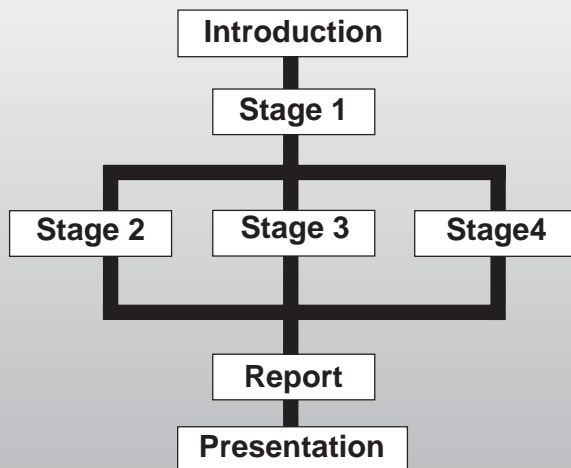 Introduction
Stage 1
Stage 2
Stage 3
Stage4
Report
Presentation